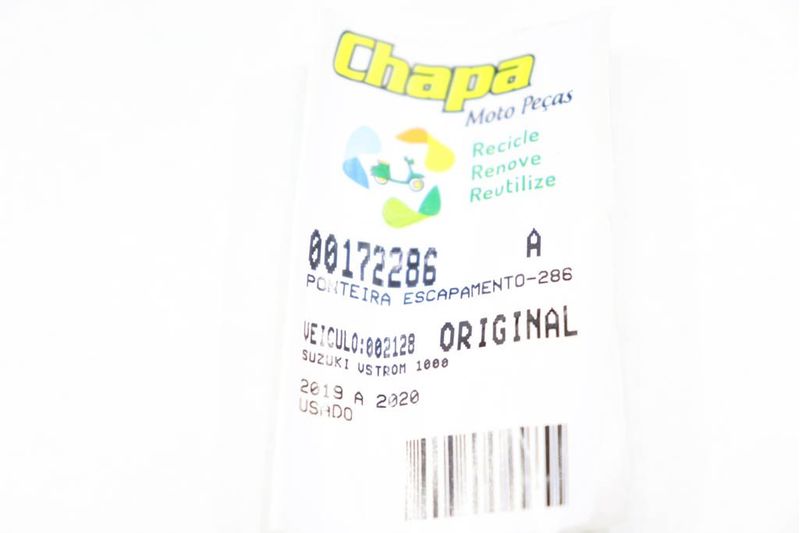 Chapa
Moto Peças
Recicle
Renove
Reutilize
00172286 A
PONTEIRA ESCAPAMENTO-286
VEICULO:002128 ORIGINAL
SUZUKI VSTROM 1000
2019 A 2020
USADO